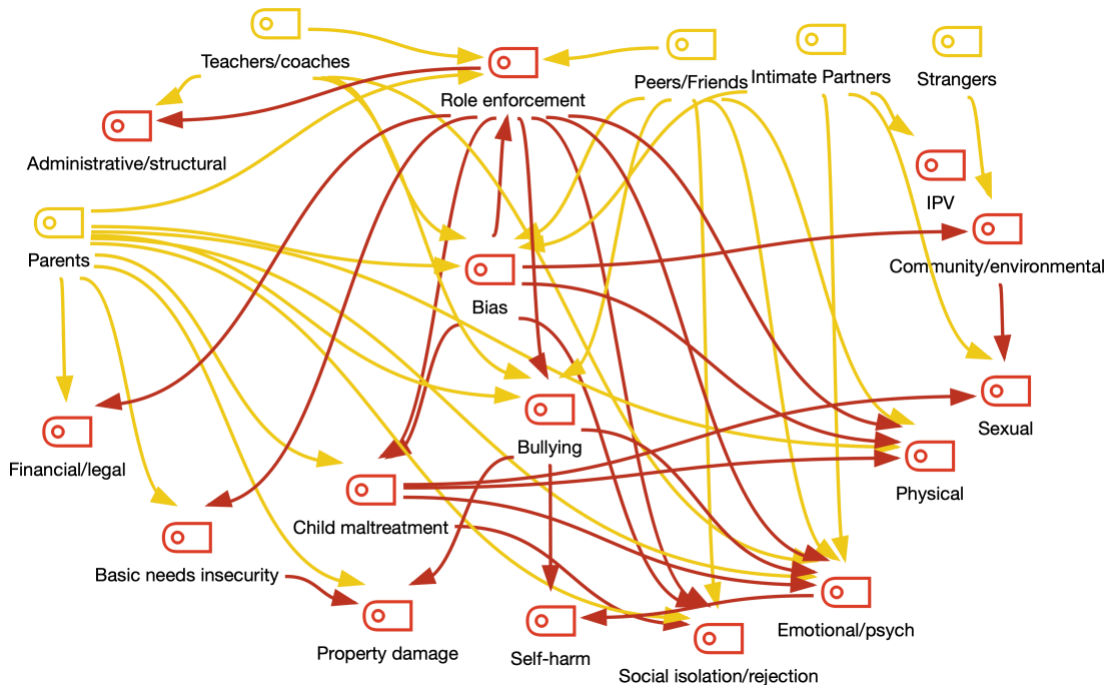 Teachers/coaches
Peers/Friends
Intimate Partners
Strangers
Role enforcement
Administrative/structural
IPV
Parents
Community/environmental
Bias
Sexual
Bullying
Financial/legal
Physical
Child maltreatment
Basic needs insecurity
Emotional/psych
Property damage
Self-harm
Social isolation/rejection